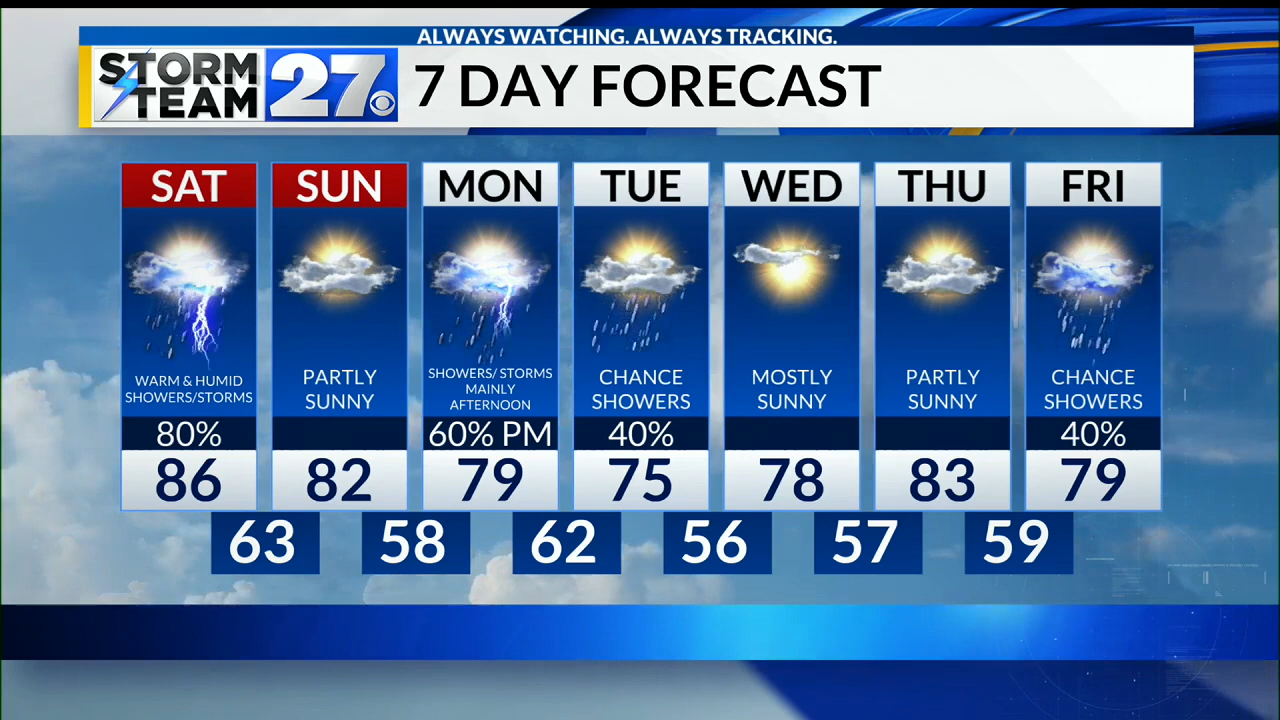 ALWAYS WATCHING. ALWAYS TRACKING.
STORM
TEAM
27
7 DAY FORECAST
SAT
WARM & HUMID
SHOWERS/STORMS
80%
86
SUN
PARTLY
SUNNY
82
MON
SHOWERS/ STORMS
MAINLY
AFTERNOON
60% PM
79
TUE
CHANCE
SHOWERS
40%
75
WED
MOSTLY
SUNNY
78
THU
PARTLY
SUNNY
83
FRI
CHANCE
SHOWERS
40%
79
63
58
62
56
57
59